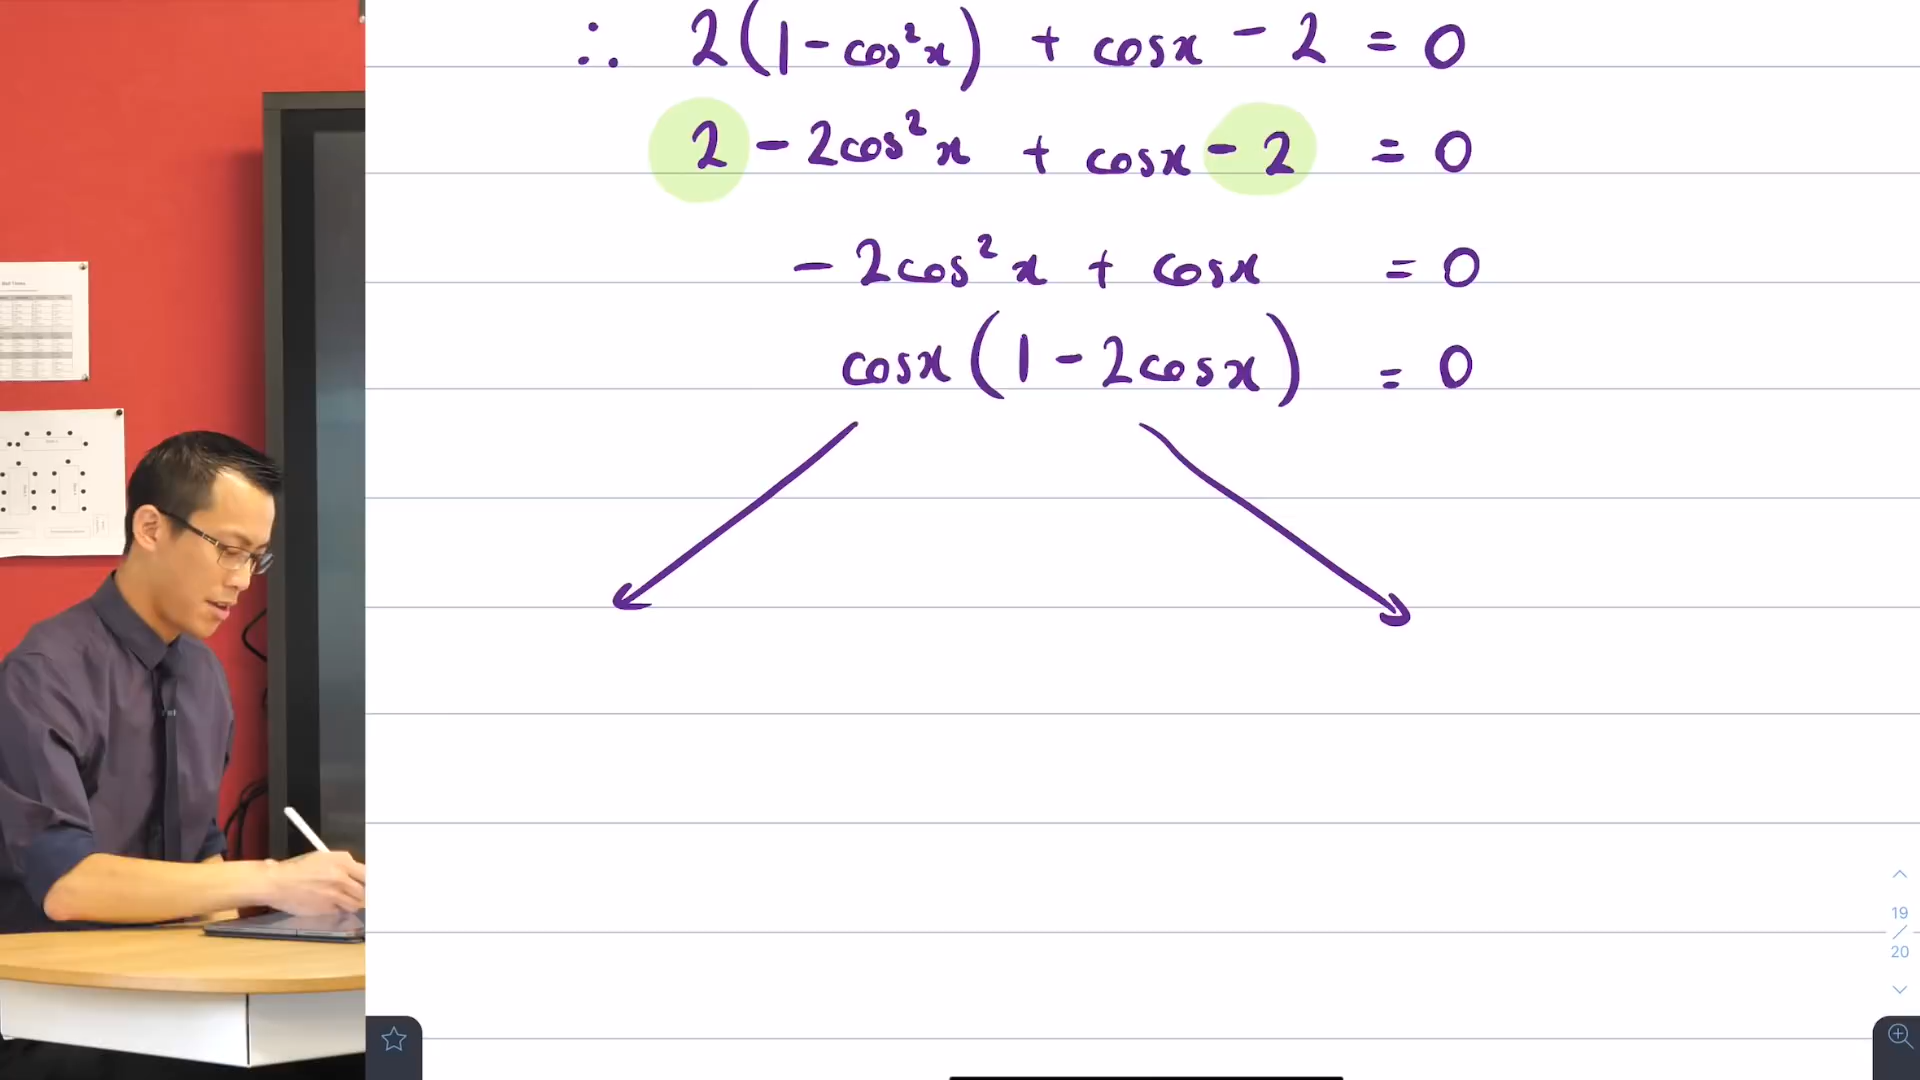 ∴ 2(1 - cos²x) + cosx - 2 = 0
2 - 2cos²x + cosx - 2 = 0
- 2cos²x + cosx = 0
cosx(1 - 2cosx) = 0
19
/
20